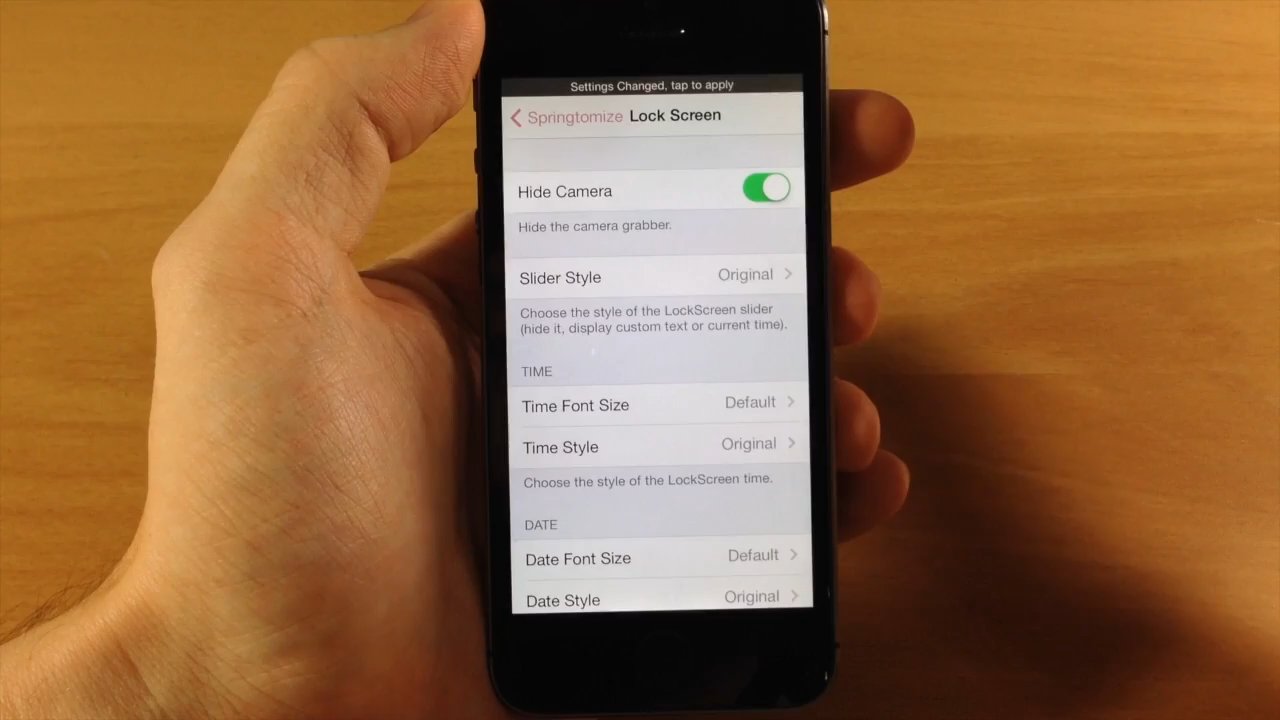 Settings Changed, tap to apply
Springtomize Lock Screen
Hide Camera
Hide the camera grabber.
Slider Style Original
Choose the style of the LockScreen slider
(hide it, display custom text or current time).
TIME
Time Font Size Default
Time Style Original
Choose the style of the LockScreen time.
DATE
Date Font Size Default
Date Style Original